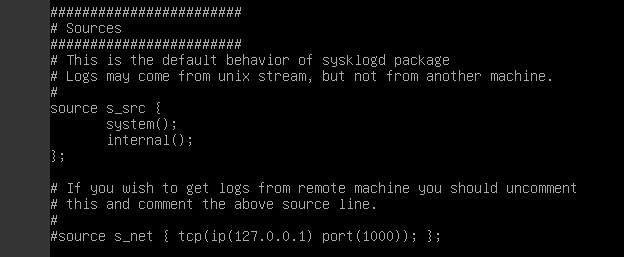 ########################
# Sources
########################
# This is the default behavior of sysklogd package
# Logs may come from unix stream, but not from another machine.
#
source s_src {
       system();
       internal();
};

# If you wish to get logs from remote machine you should uncomment
# this and comment the above source line.
#
#source s_net { tcp(ip(127.0.0.1) port(1000)); };